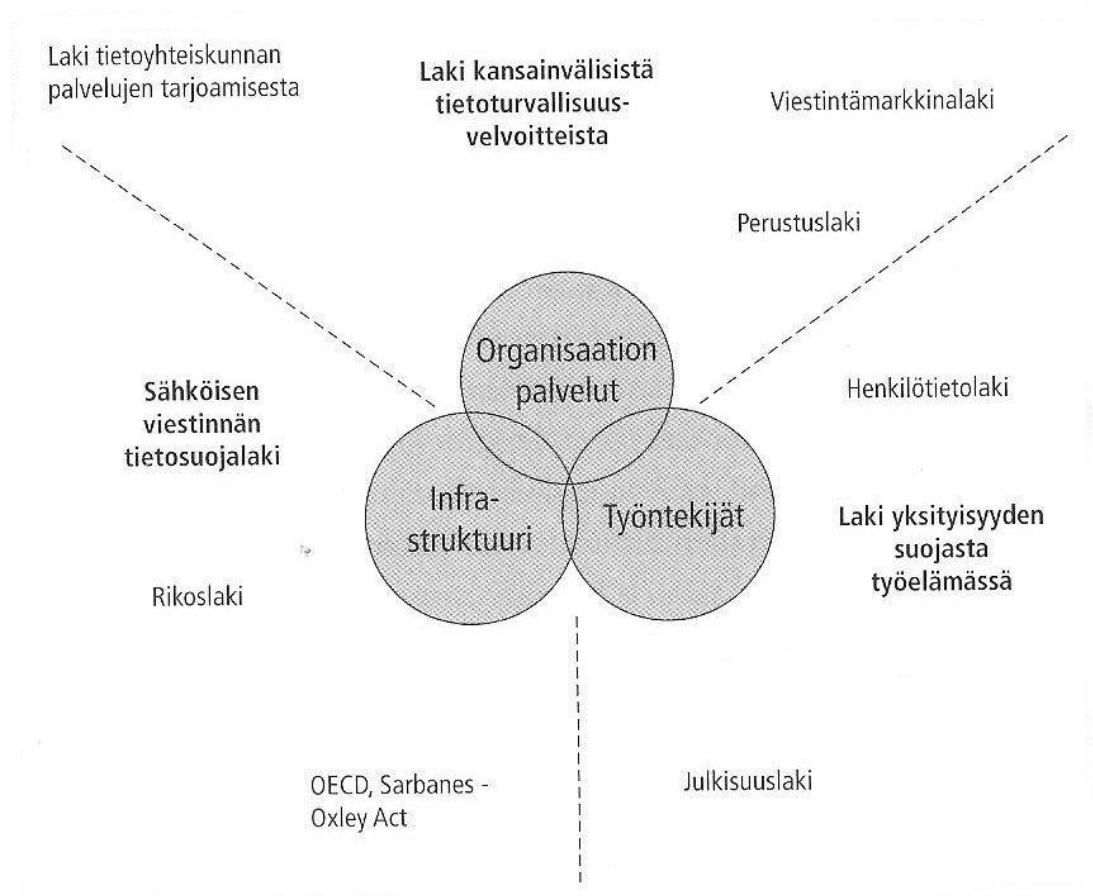 Laki tietoyhteiskunnan
palvelujen tarjoamisesta
Laki kansainvälisistä
tietoturvallisuus-
velvoitteista
Viestintämarkkinalaki
Perustuslaki
Organisaation
palvelut
Sähköisen
viestinnän
tietosuojalaki
Henkilötietolaki
Infra-
struktuuri
Työntekijät
Laki yksityisyyden
suojasta
työelämässä
Rikoslaki
OECD, Sarbanes -
Oxley Act
Julkisuuslaki